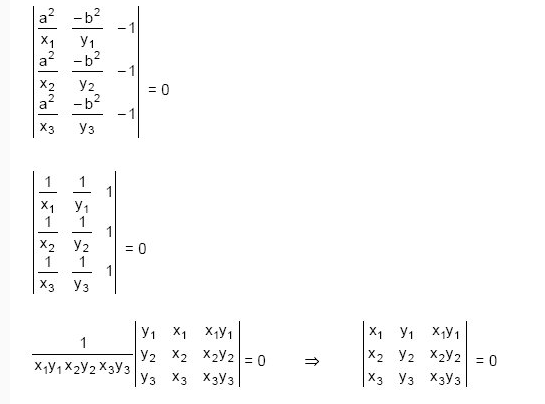 | a²/x₁ −b²/y₁ −1 |
| a²/x₂ −b²/y₂ −1 | = 0
| a²/x₃ −b²/y₃ −1 |
| 1/x₁ 1/y₁ 1 |
| 1/x₂ 1/y₂ 1 | = 0
| 1/x₃ 1/y₃ 1 |
1/(x₁y₁x₂y₂x₃y₃) | y₁ x₁ x₁y₁ | | x₁ y₁ x₁y₁ |
| y₂ x₂ x₂y₂ | = 0 ⇒ | x₂ y₂ x₂y₂ | = 0
| y₃ x₃ x₃y₃ | | x₃ y₃ x₃y₃ |